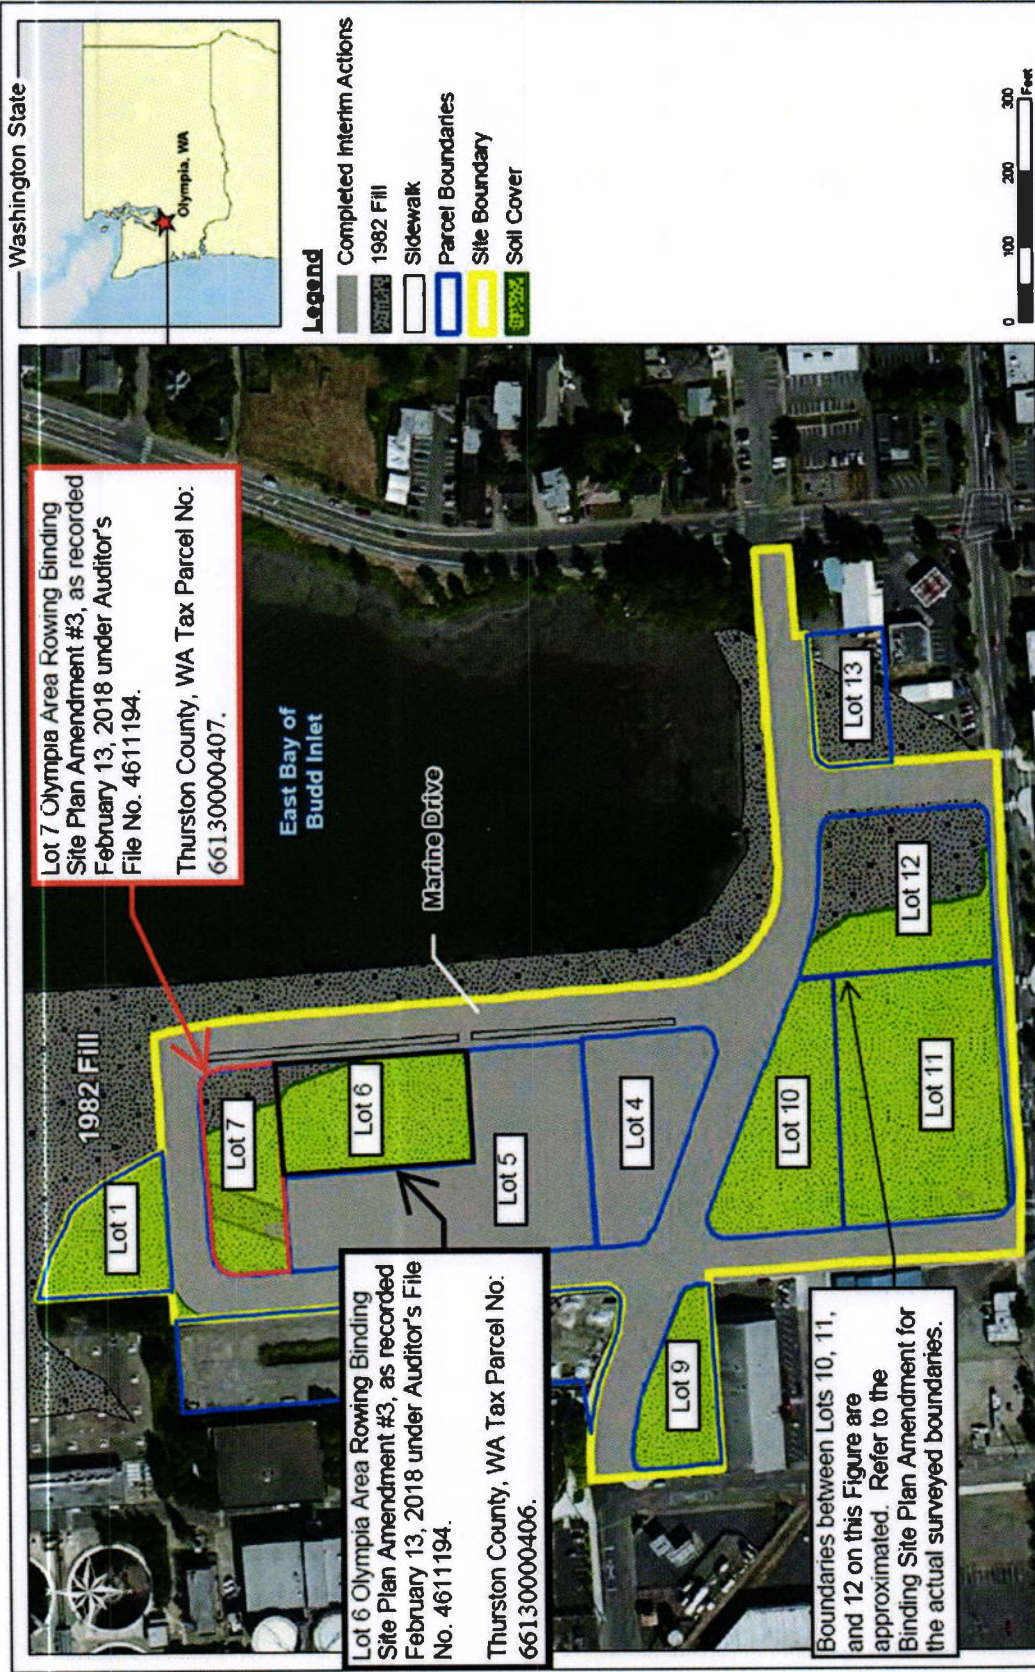 Washington State
Olympia, WA
Legend
Completed Interim Actions
1982 Fill
Sidewalk
Parcel Boundaries
Site Boundary
Soil Cover
0 100 200 300
Feet
Lot 7 Olympia Area Rowing Binding
Site Plan Amendment #3, as recorded
February 13, 2018 under Auditor's
File No. 4611194.
Thurston County, WA Tax Parcel No:
66130000407.
East Bay of
Budd Inlet
Marine Drive
1982 Fill
Lot 1
Lot 7
Lot 6
Lot 5
Lot 4
Lot 10
Lot 11
Lot 12
Lot 13
Lot 9
Lot 6 Olympia Area Rowing Binding
Site Plan Amendment #3, as recorded
February 13, 2018 under Auditor's File
No. 4611194.
Thurston County, WA Tax Parcel No:
66130000406.
Boundaries between Lots 10, 11,
and 12 on this Figure are
approximated. Refer to the
Binding Site Plan Amendment for
the actual surveyed boundaries.